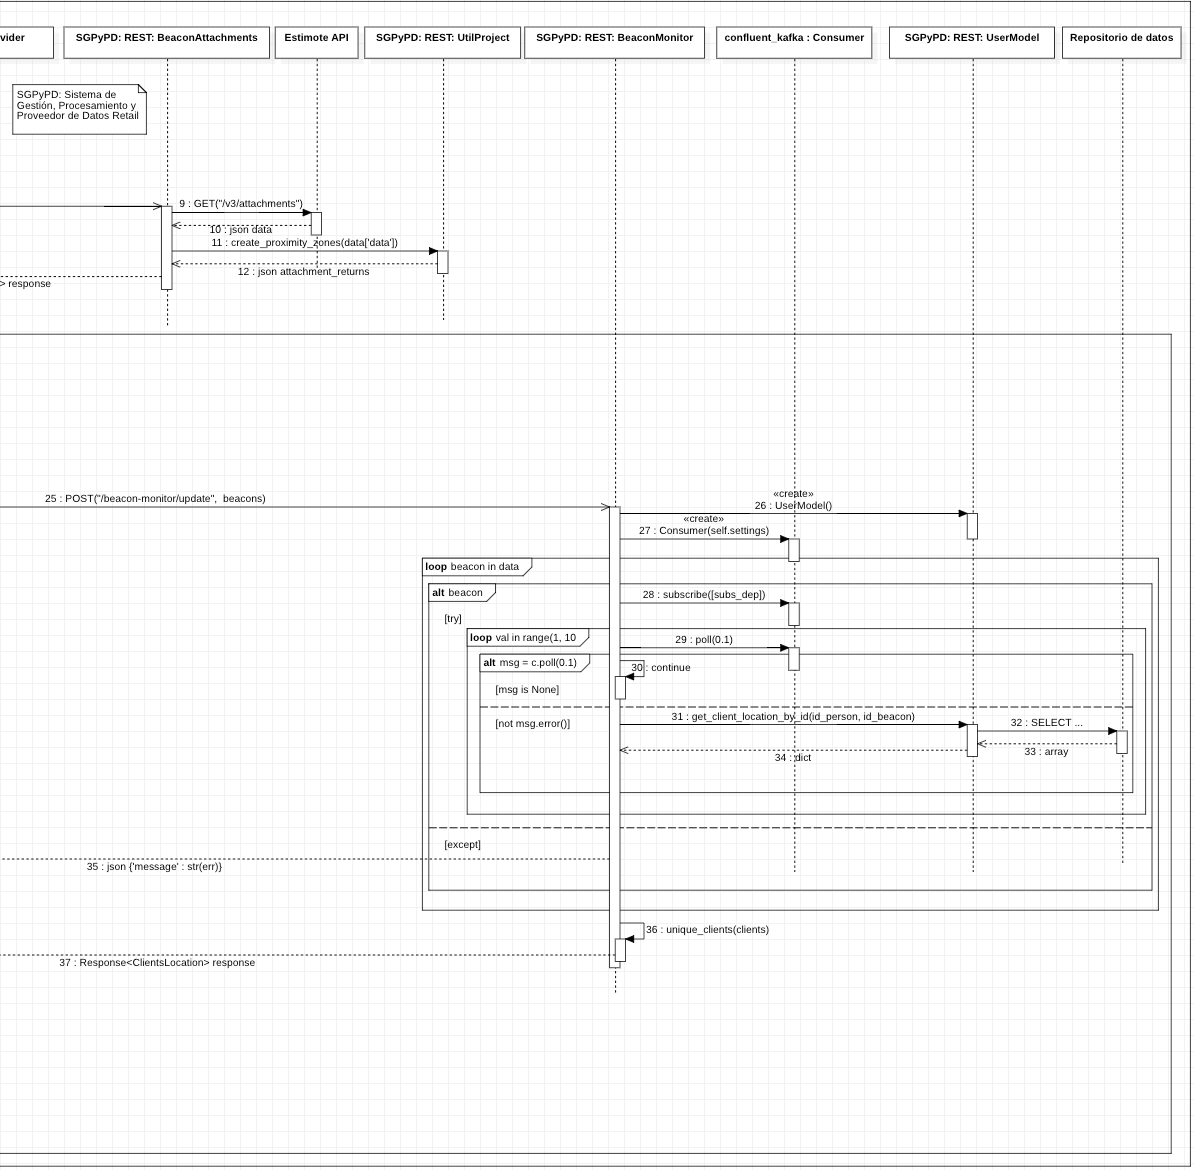 vider
SGPyPD: REST: BeaconAttachments
Estimote API
SGPyPD: REST: UtilProject
SGPyPD: REST: BeaconMonitor
confluent_kafka : Consumer
SGPyPD: REST: UserModel
Repositorio de datos
SGPyPD: Sistema de
Gestión, Procesamiento y
Proveedor de Datos Retail
9 : GET("/v3/attachments")
10 : json data
11 : create_proximity_zones(data['data'])
12 : json attachment_returns
> response
25 : POST("/beacon-monitor/update",  beacons)
«create»
26 : UserModel()
«create»
27 : Consumer(self.settings)
loop beacon in data
alt beacon
28 : subscribe([subs_dep])
[try]
loop val in range(1, 10
29 : poll(0.1)
alt msg = c.poll(0.1)
30 : continue
[msg is None]
[not msg.error()]
31 : get_client_location_by_id(id_person, id_beacon)
32 : SELECT ...
33 : array
34 : dict
[except]
35 : json {'message' : str(err)}
36 : unique_clients(clients)
37 : Response<ClientsLocation> response